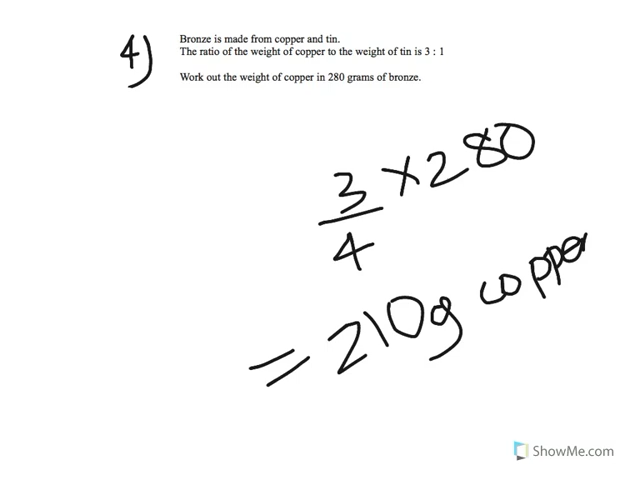 4)
Bronze is made from copper and tin.
The ratio of the weight of copper to the weight of tin is 3 : 1
Work out the weight of copper in 280 grams of bronze.
3/4 × 280
= 210g copper
ShowMe.com